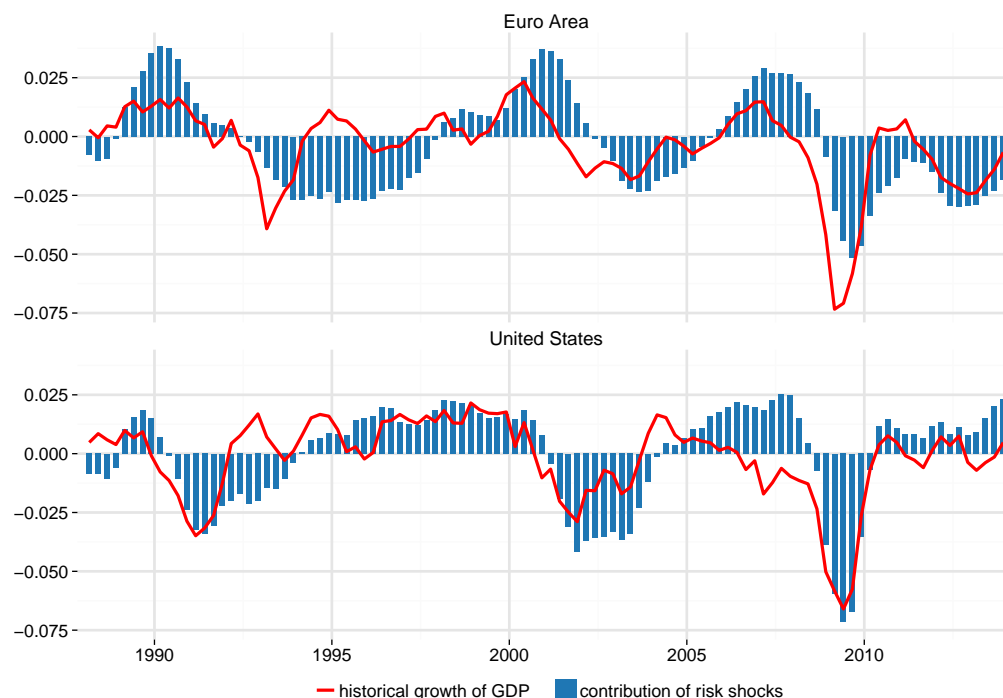 Euro Area
0.025
0.000
−0.025
−0.050
−0.075
United States
0.025
0.000
−0.025
−0.050
−0.075
1990 1995 2000 2005 2010
historical growth of GDP contribution of risk shocks